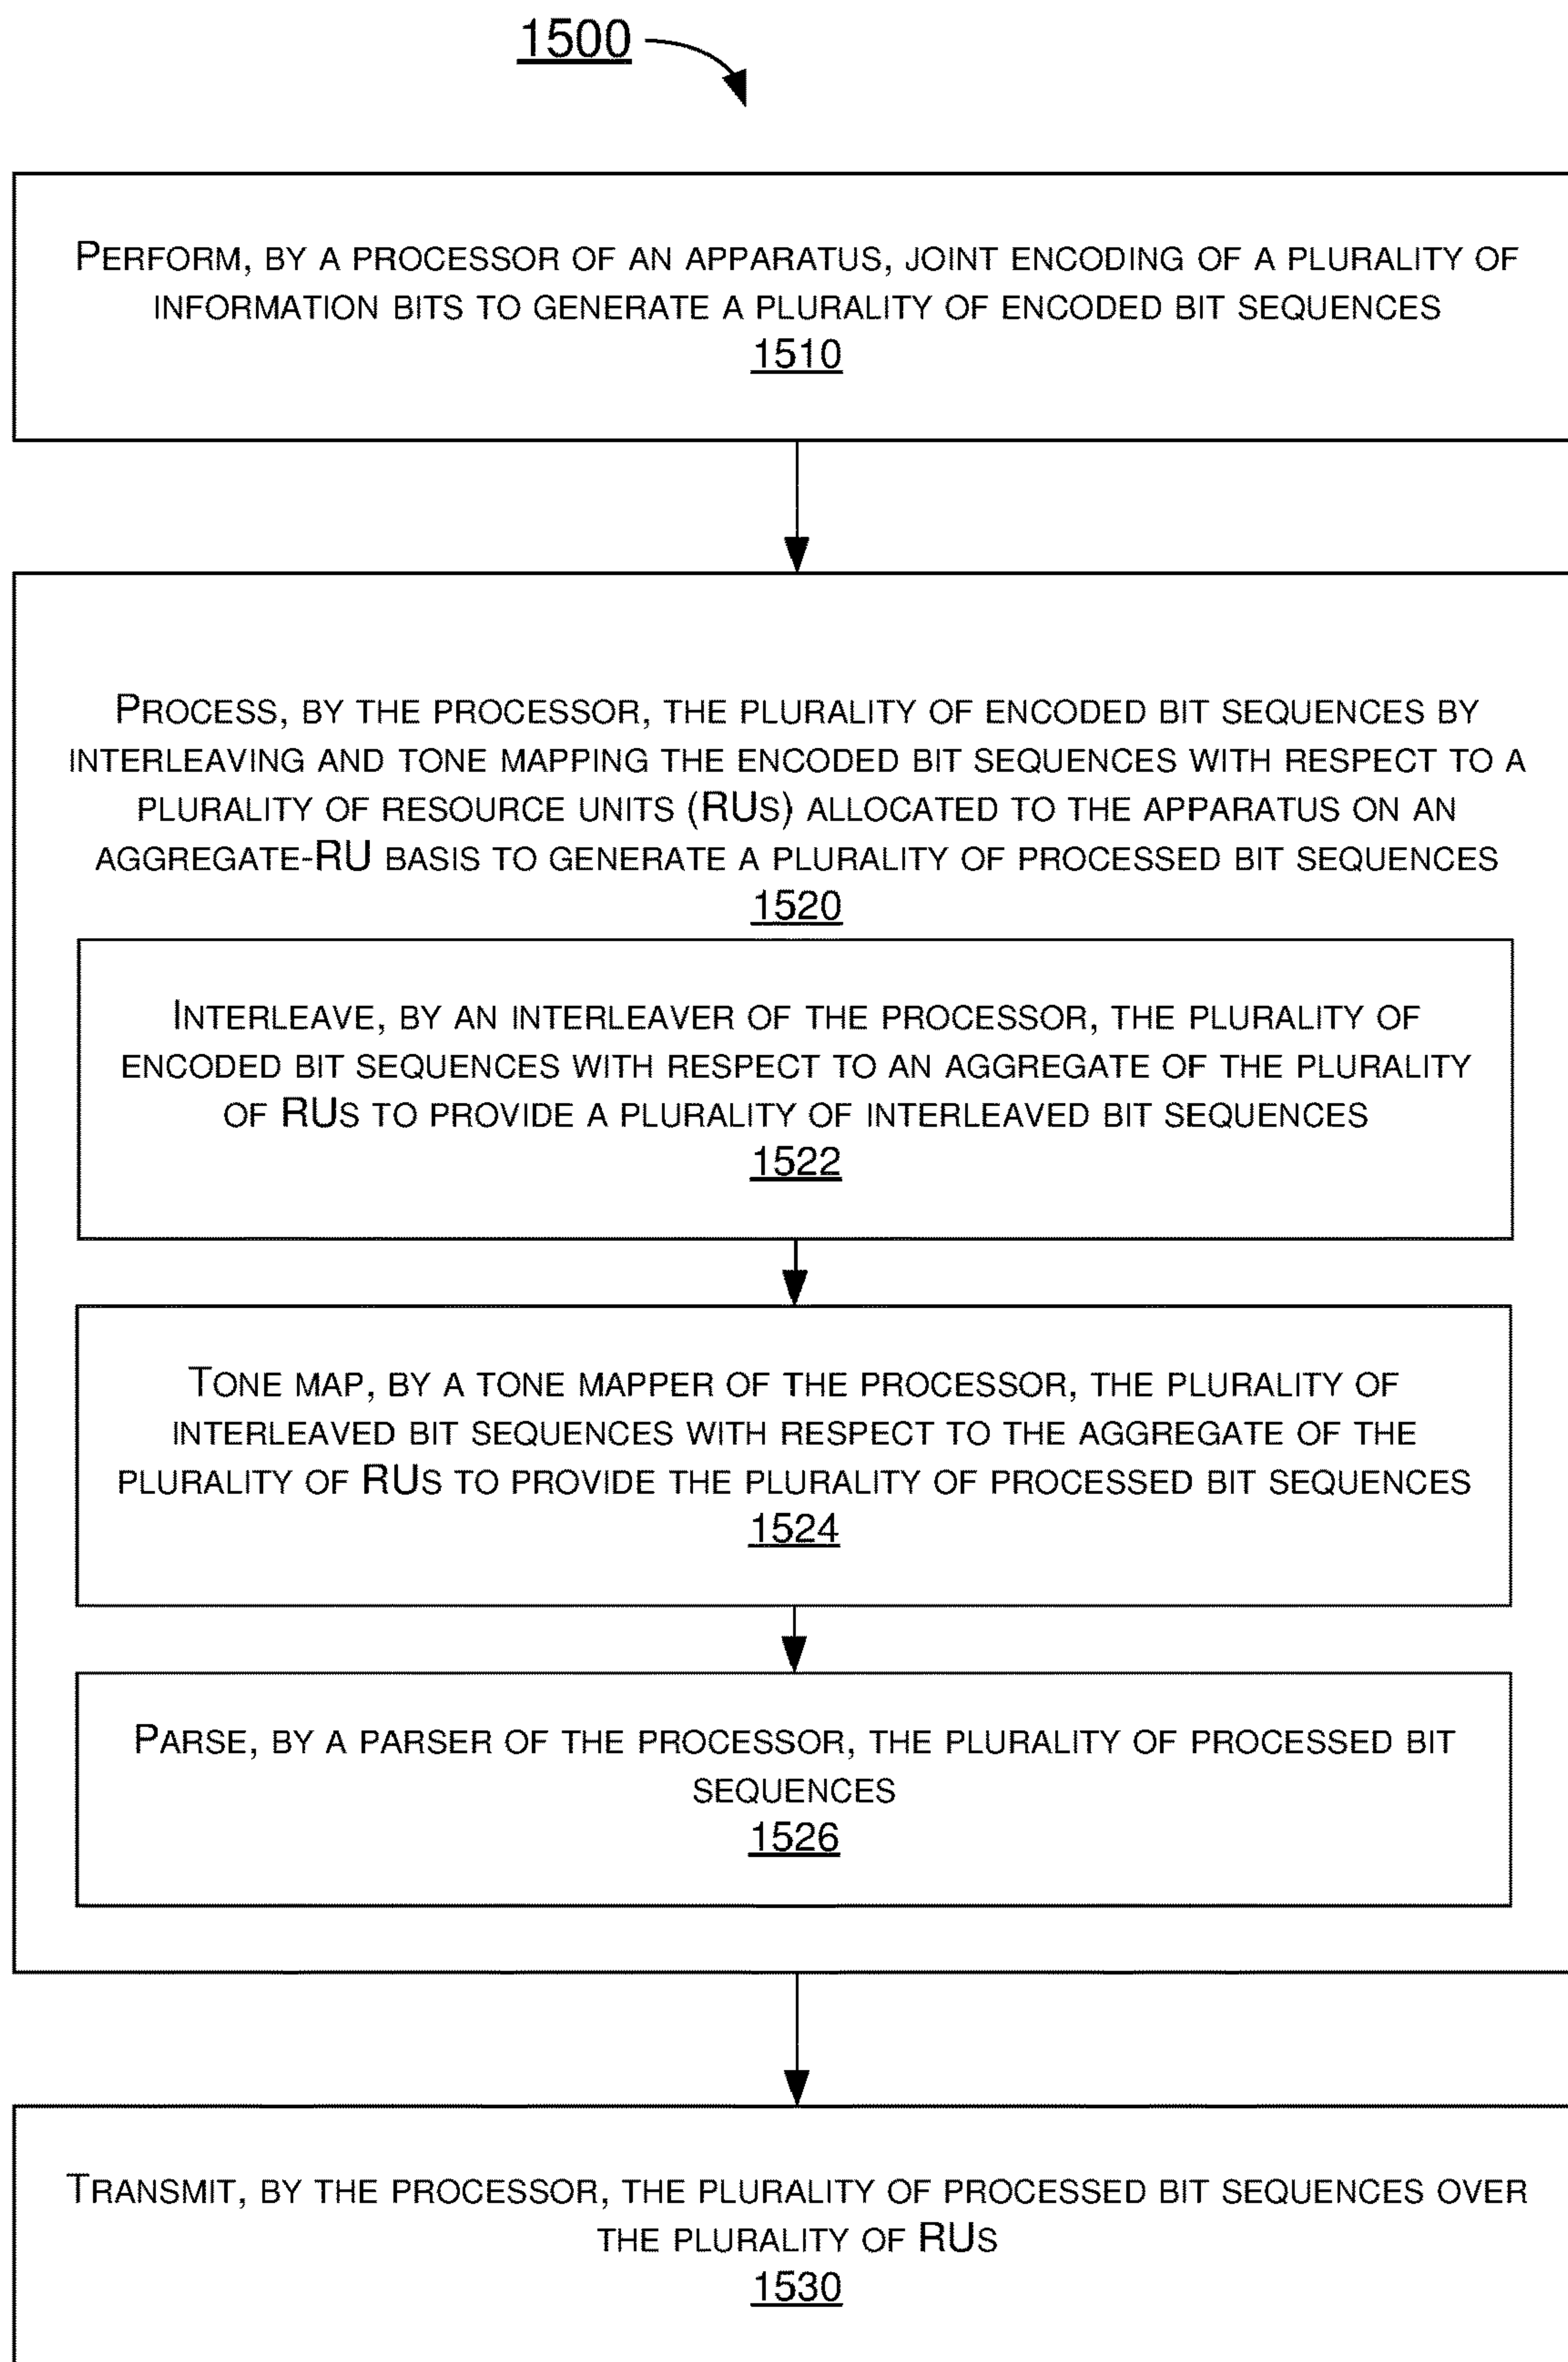 1500
PERFORM, BY A PROCESSOR OF AN APPARATUS, JOINT ENCODING OF A PLURALITY OF
INFORMATION BITS TO GENERATE A PLURALITY OF ENCODED BIT SEQUENCES
1510
PROCESS, BY THE PROCESSOR, THE PLURALITY OF ENCODED BIT SEQUENCES BY
INTERLEAVING AND TONE MAPPING THE ENCODED BIT SEQUENCES WITH RESPECT TO A
PLURALITY OF RESOURCE UNITS (RUS) ALLOCATED TO THE APPARATUS ON AN
AGGREGATE-RU BASIS TO GENERATE A PLURALITY OF PROCESSED BIT SEQUENCES
1520
INTERLEAVE, BY AN INTERLEAVER OF THE PROCESSOR, THE PLURALITY OF
ENCODED BIT SEQUENCES WITH RESPECT TO AN AGGREGATE OF THE PLURALITY
OF RUS TO PROVIDE A PLURALITY OF INTERLEAVED BIT SEQUENCES
1522
TONE MAP, BY A TONE MAPPER OF THE PROCESSOR, THE PLURALITY OF
INTERLEAVED BIT SEQUENCES WITH RESPECT TO THE AGGREGATE OF THE
PLURALITY OF RUS TO PROVIDE THE PLURALITY OF PROCESSED BIT SEQUENCES
1524
PARSE, BY A PARSER OF THE PROCESSOR, THE PLURALITY OF PROCESSED BIT
SEQUENCES
1526
TRANSMIT, BY THE PROCESSOR, THE PLURALITY OF PROCESSED BIT SEQUENCES OVER
THE PLURALITY OF RUS
1530